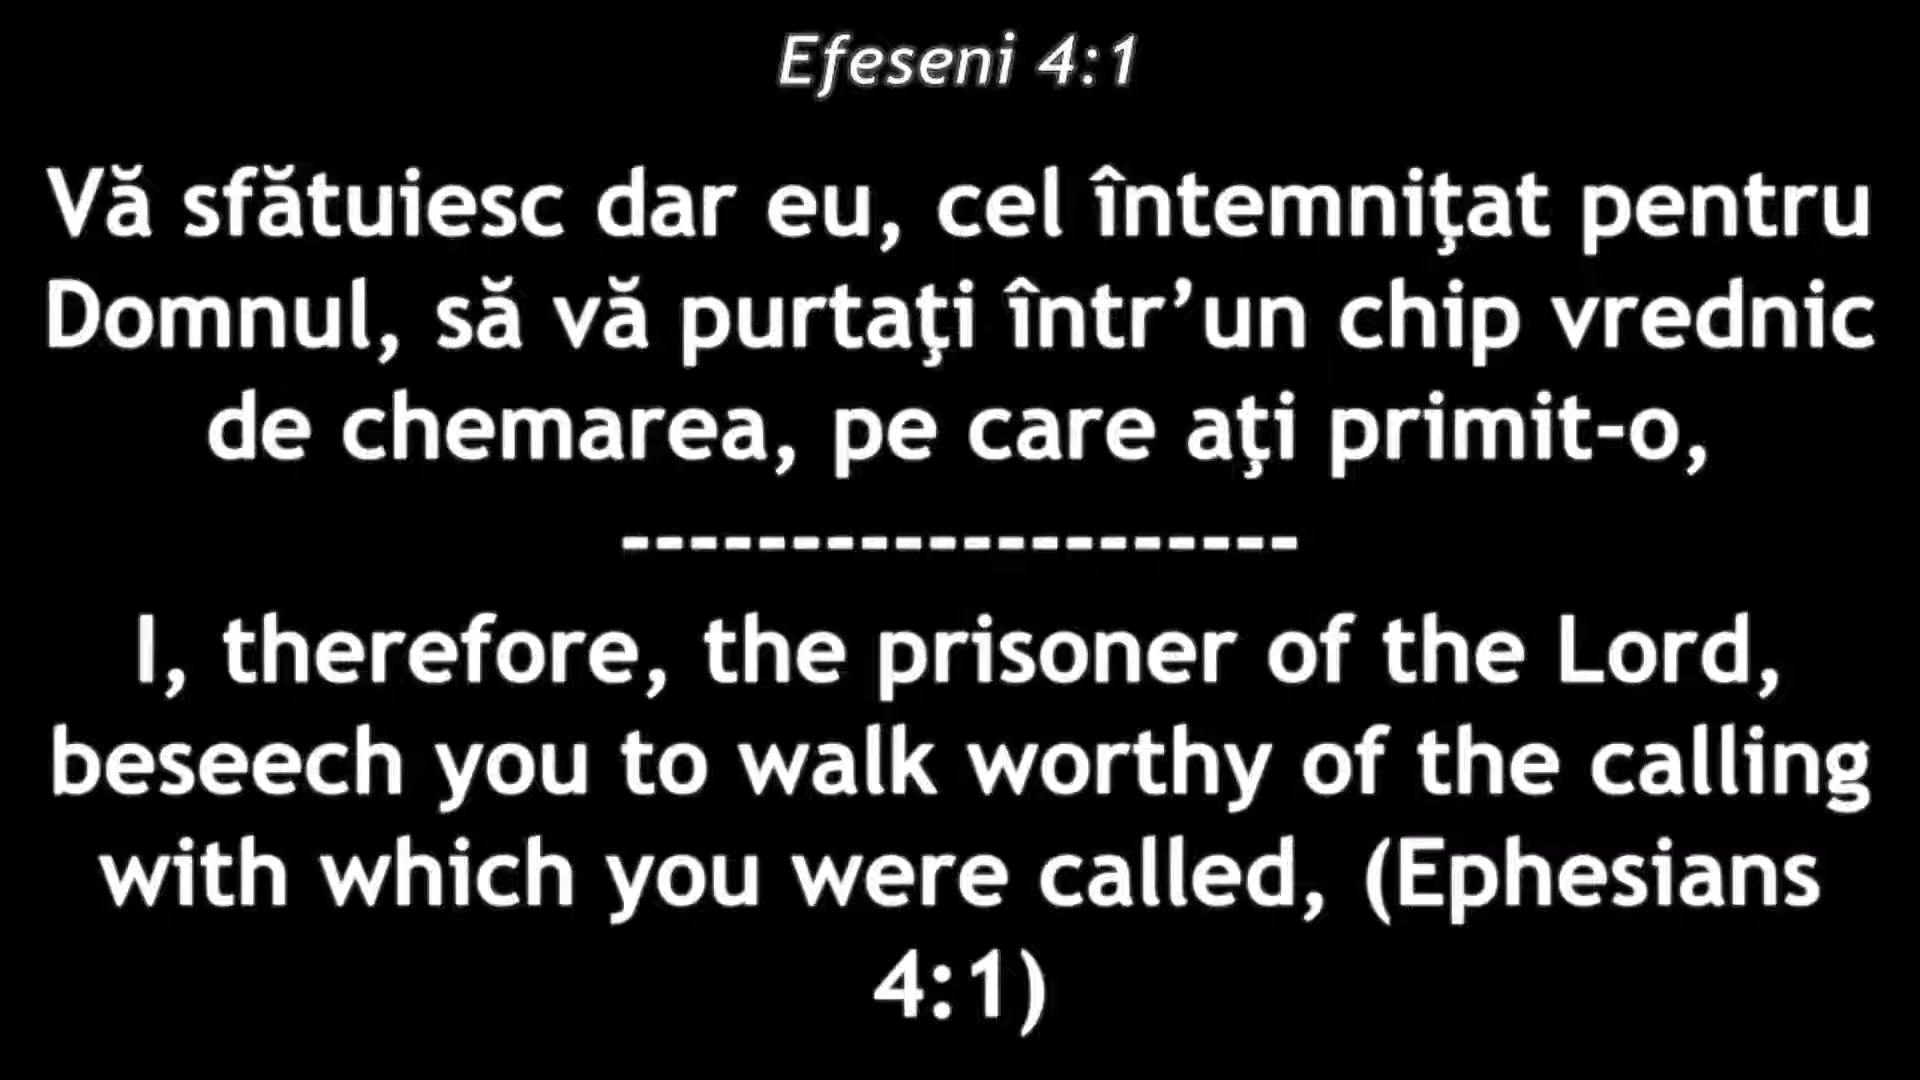 Efeseni 4:1
Vă sfătuiesc dar eu, cel întemniţat pentru
Domnul, să vă purtaţi într’un chip vrednic
de chemarea, pe care aţi primit-o,
--------------------
I, therefore, the prisoner of the Lord,
beseech you to walk worthy of the calling
with which you were called, (Ephesians
4:1)